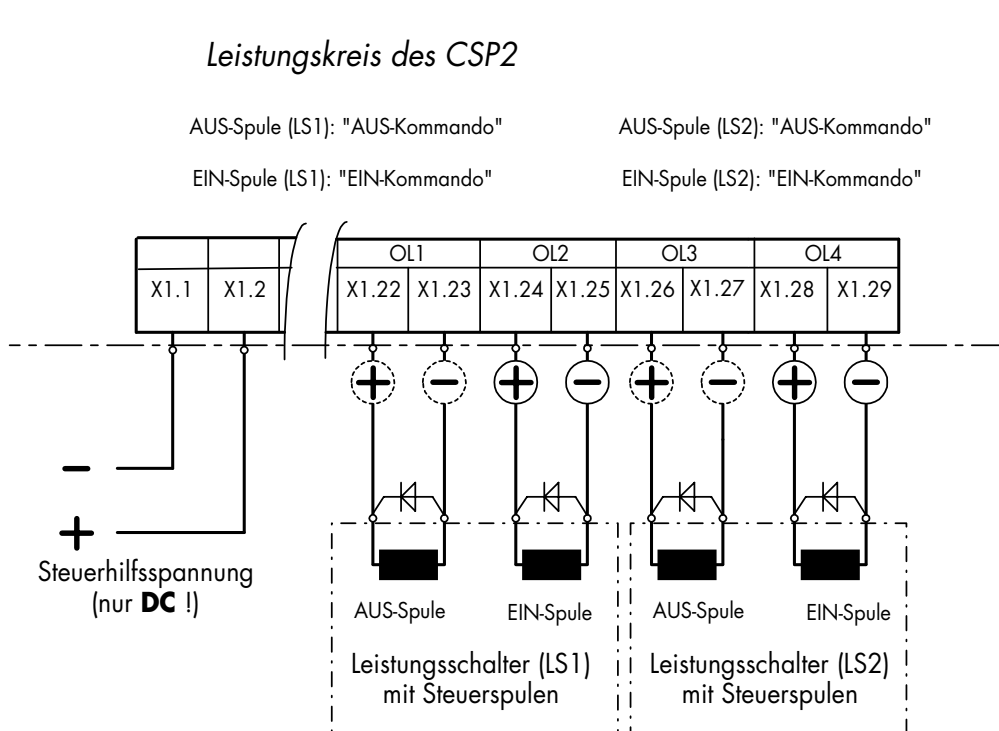 Leistungskreis des CSP2
AUS-Spule (LS1): "AUS-Kommando" AUS-Spule (LS2): "AUS-Kommando"
EIN-Spule (LS1): "EIN-Kommando" EIN-Spule (LS2): "EIN-Kommando"
OL1 OL2 OL3 OL4
X1.1 X1.2 X1.22 X1.23 X1.24 X1.25 X1.26 X1.27 X1.28 X1.29
+ − + − + − + −
−
+
Steuerhilfsspannung
(nur DC !)
AUS-Spule EIN-Spule AUS-Spule EIN-Spule
Leistungsschalter (LS1) Leistungsschalter (LS2)
mit Steuerspulen mit Steuerspulen